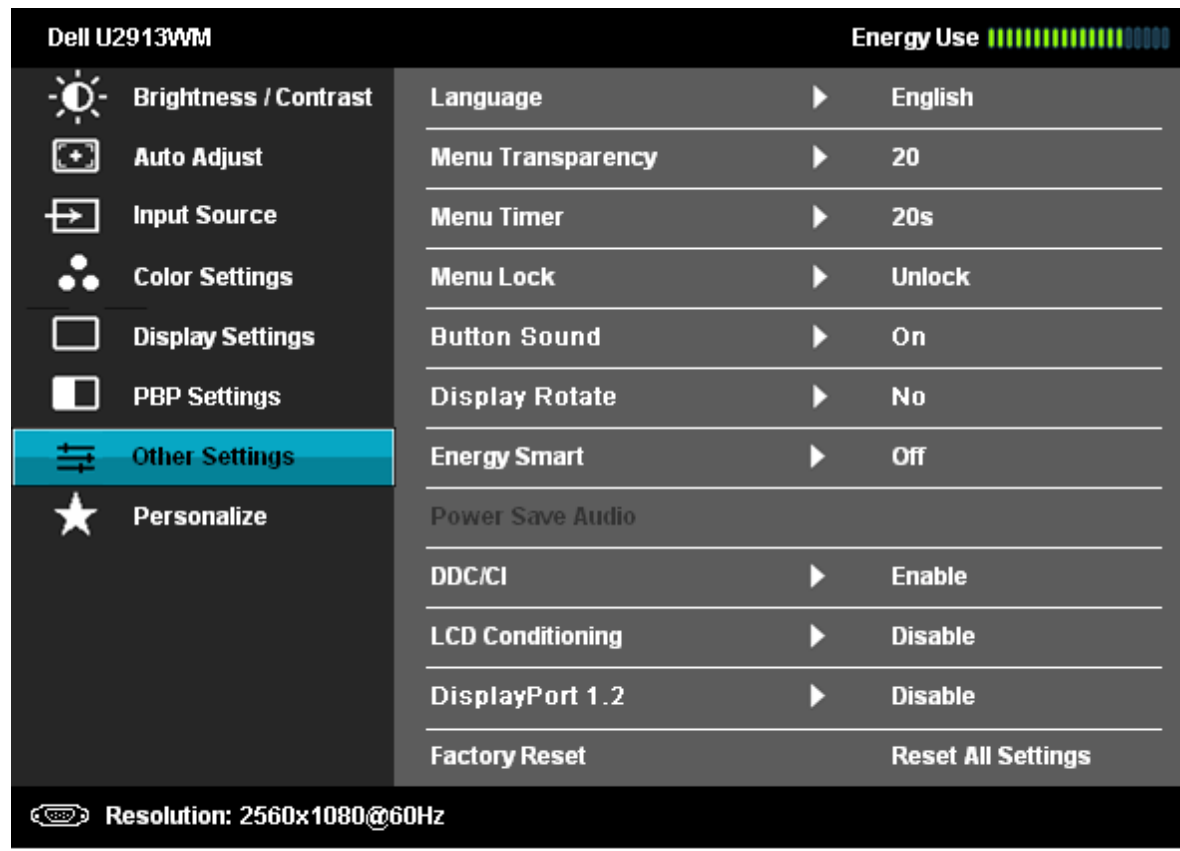 Dell U2913WM Energy Use
Brightness / Contrast
Auto Adjust
Input Source
Color Settings
Display Settings
PBP Settings
Other Settings
Personalize
Language English
Menu Transparency 20
Menu Timer 20s
Menu Lock Unlock
Button Sound On
Display Rotate No
Energy Smart Off
Power Save Audio
DDC/CI Enable
LCD Conditioning Disable
DisplayPort 1.2 Disable
Factory Reset Reset All Settings
Resolution: 2560x1080@60Hz